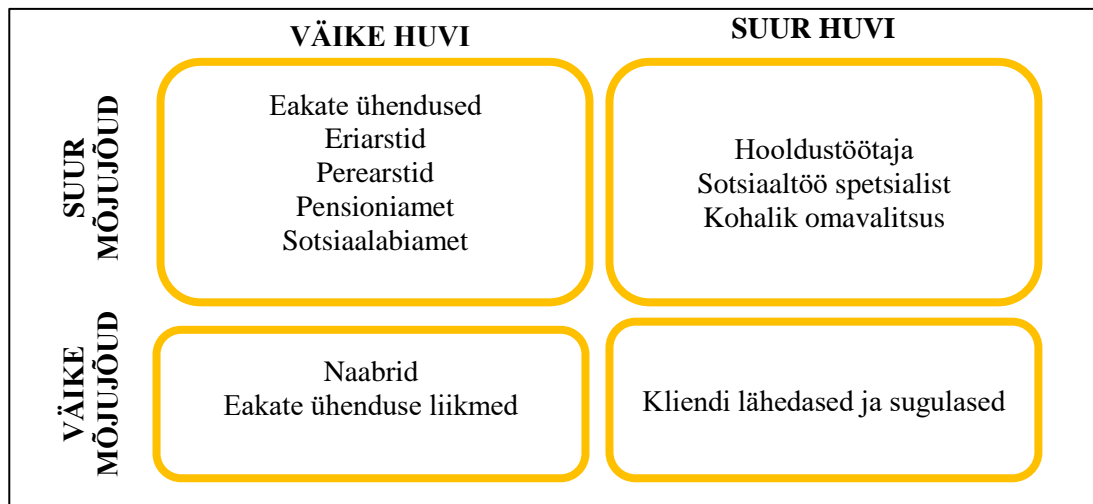 VÄIKE HUVI
SUUR HUVI
SUUR
MÕJUJÕUD
Eakate ühendused
Eriarstid
Perearstid
Pensioniamet
Sotsiaalabiamet
Hooldustöötaja
Sotsiaaltöö spetsialist
Kohalik omavalitsus
VÄIKE
MÕJUJÕUD
Naabrid
Eakate ühenduse liikmed
Kliendi lähedased ja sugulased